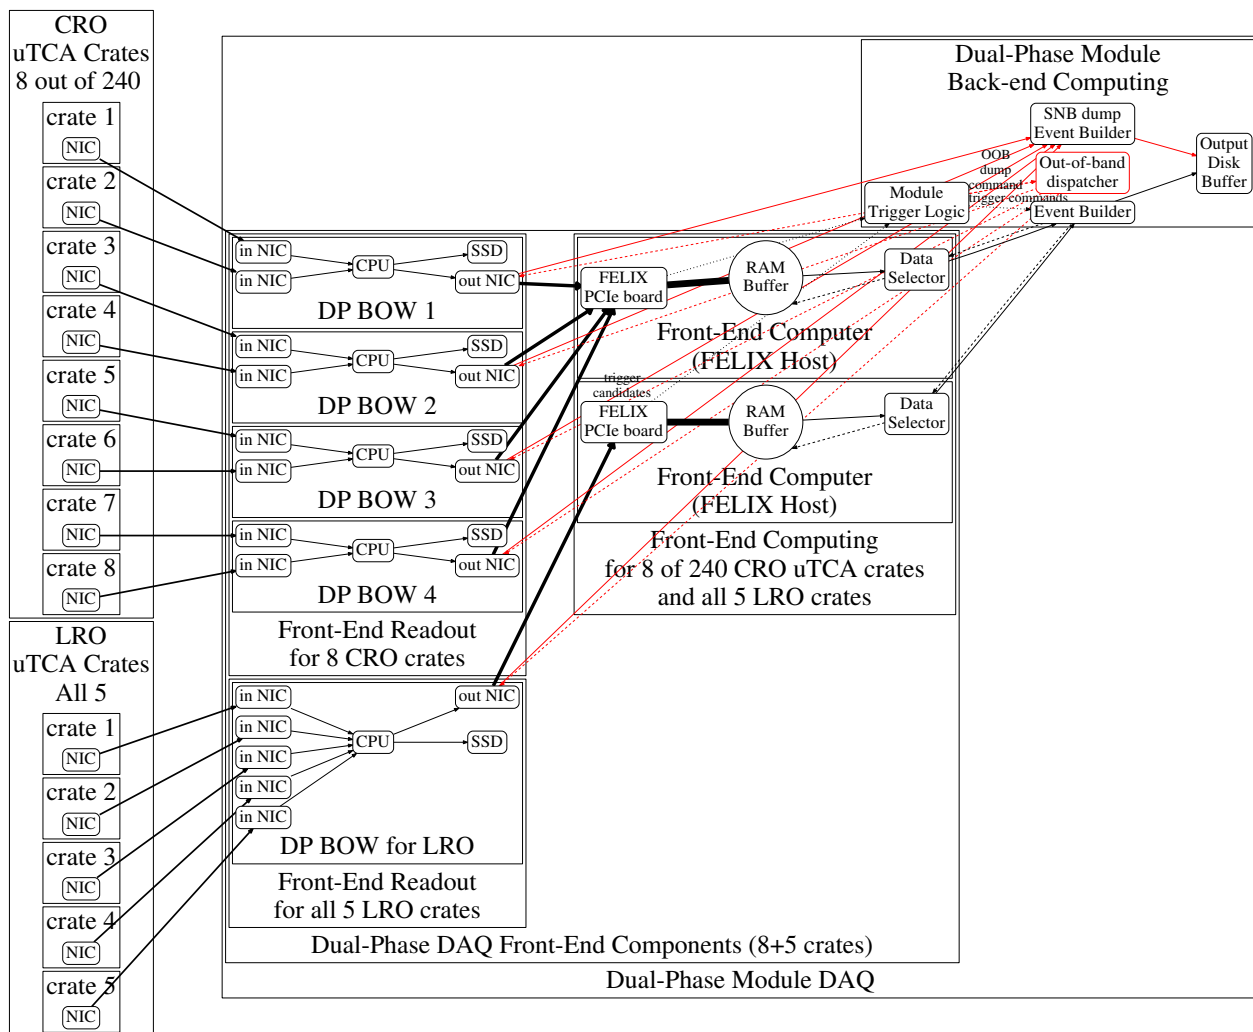 CRO
uTCA Crates
8 out of 240
crate 1
NIC
crate 2
NIC
crate 3
NIC
crate 4
NIC
crate 5
NIC
crate 6
NIC
crate 7
NIC
crate 8
NIC
LRO
uTCA Crates
All 5
crate 1
NIC
crate 2
NIC
crate 3
NIC
crate 4
NIC
crate 5
NIC
in NIC
in NIC
CPU
SSD
out NIC
DP BOW 1
in NIC
in NIC
CPU
SSD
out NIC
DP BOW 2
in NIC
in NIC
CPU
SSD
out NIC
DP BOW 3
in NIC
in NIC
CPU
SSD
out NIC
DP BOW 4
Front-End Readout
for 8 CRO crates
in NIC
in NIC
in NIC
in NIC
in NIC
CPU
out NIC
SSD
DP BOW for LRO
Front-End Readout
for all 5 LRO crates
FELIX
PCIe board
RAM
Buffer
Data
Selector
Front-End Computer
(FELIX Host)
trigger
candidates
FELIX
PCIe board
RAM
Buffer
Data
Selector
Front-End Computer
(FELIX Host)
Front-End Computing
for 8 of 240 CRO uTCA crates
and all 5 LRO crates
Dual-Phase Module
Back-end Computing
SNB dump
Event Builder
Output
Disk
Buffer
OOB
dump
command
trigger commands
Out-of-band
dispatcher
Module
Trigger Logic
Event Builder
Dual-Phase DAQ Front-End Components (8+5 crates)
Dual-Phase Module DAQ